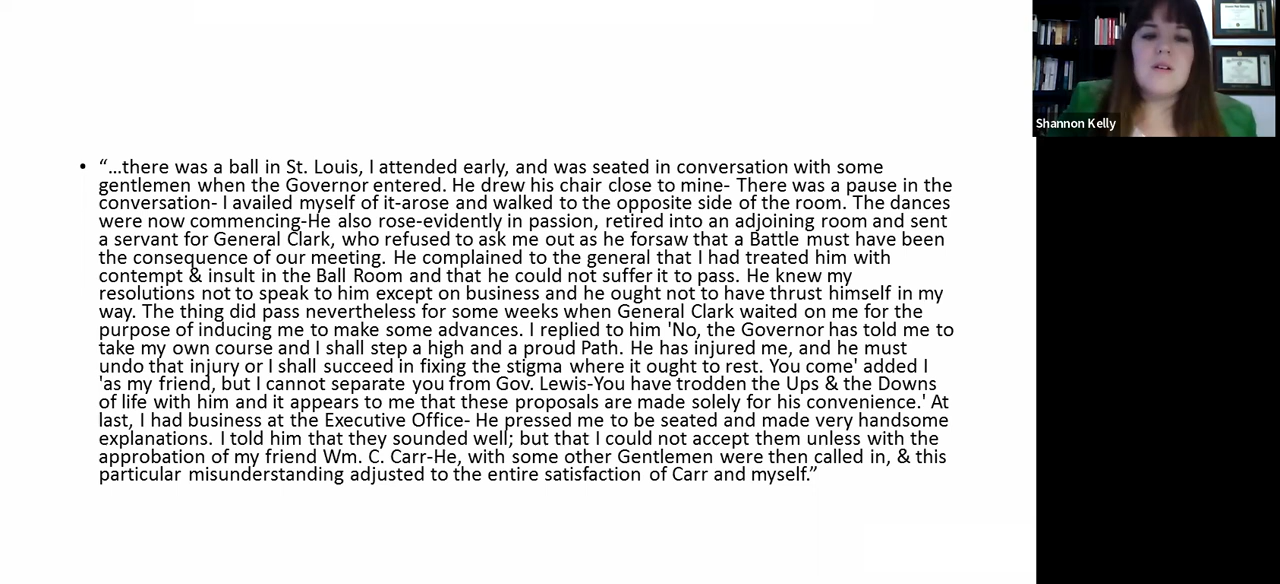 • “…there was a ball in St. Louis, I attended early, and was seated in conversation with some
gentlemen when the Governor entered. He drew his chair close to mine- There was a pause in the
conversation- I availed myself of it-arose and walked to the opposite side of the room. The dances
were now commencing-He also rose-evidently in passion, retired into an adjoining room and sent
a servant for General Clark, who refused to ask me out as he forsaw that a Battle must have been
the consequence of our meeting. He complained to the general that I had treated him with
contempt & insult in the Ball Room and that he could not suffer it to pass. He knew my
resolutions not to speak to him except on business and he ought not to have thrust himself in my
way. The thing did pass nevertheless for some weeks when General Clark waited on me for the
purpose of inducing me to make some advances. I replied to him 'No, the Governor has told me to
take my own course and I shall step a high and a proud Path. He has injured me, and he must
undo that injury or I shall succeed in fixing the stigma where it ought to rest. You come' added I
'as my friend, but I cannot separate you from Gov. Lewis-You have trodden the Ups & the Downs
of life with him and it appears to me that these proposals are made solely for his convenience.' At
last, I had business at the Executive Office- He pressed me to be seated and made very handsome
explanations. I told him that they sounded well; but that I could not accept them unless with the
approbation of my friend Wm. C. Carr-He, with some other Gentlemen were then called in, & this
particular misunderstanding adjusted to the entire satisfaction of Carr and myself.”
Shannon Kelly